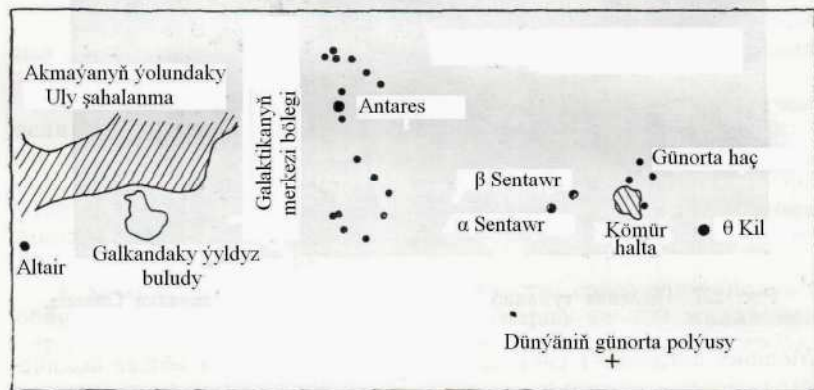 Akmaýanyň ýolundaky
Uly şahalanma
Galaktikanyň
merkezi bölegi
Antares
Günorta haç
β Sentawr
α Sentawr
Kömür
halta
θ Kil
Galkandaky ýyldyz
buludy
Altair
Dünýäniň günorta polýusy